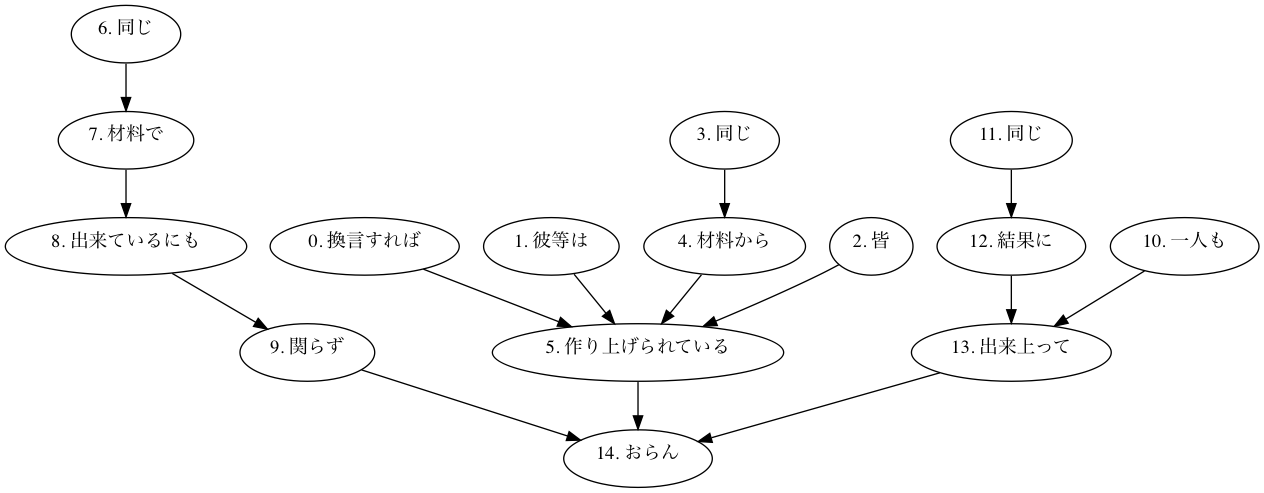 6. 同じ
7. 材料で
3. 同じ
11. 同じ
8. 出来ているにも
0. 換言すれば
1. 彼等は
4. 材料から
2. 皆
12. 結果に
10. 一人も
9. 関らず
5. 作り上げられている
13. 出来上って
14. おらん